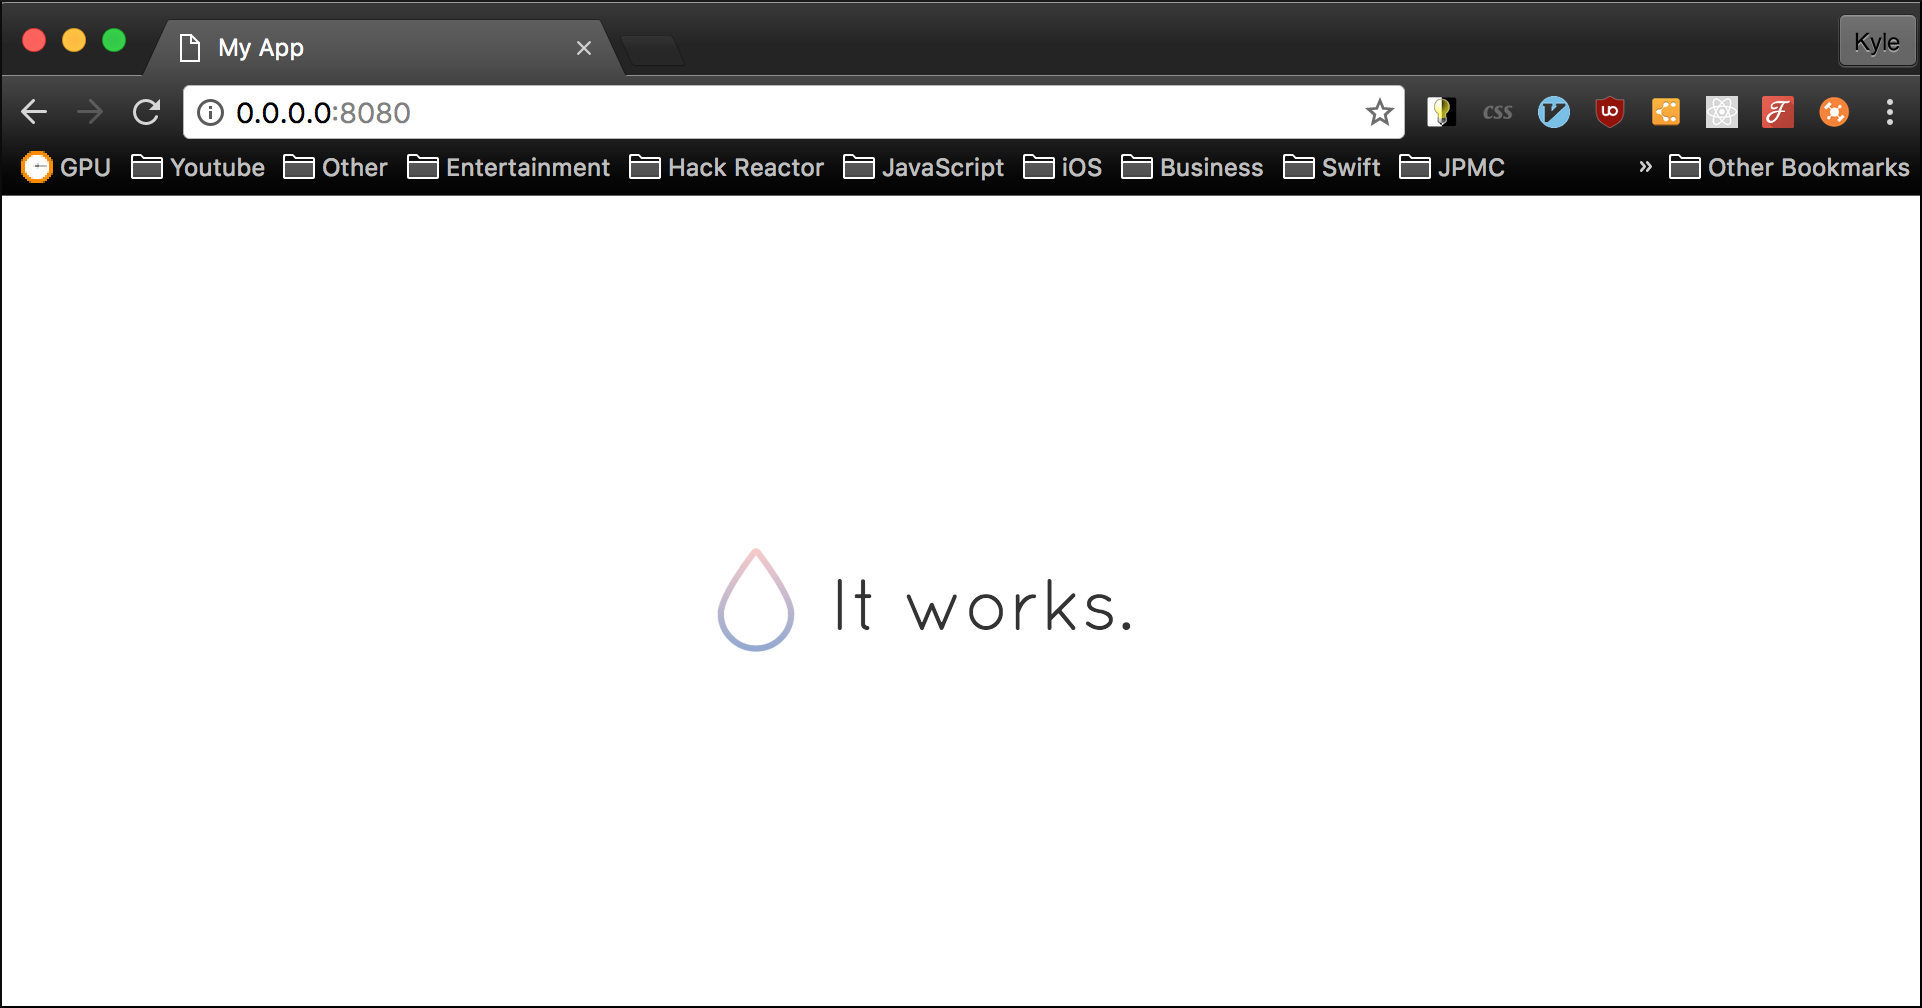 My App
Kyle
0.0.0.0:8080
css
GPU Youtube Other Entertainment Hack Reactor JavaScript iOS Business Swift JPMC » Other Bookmarks
It works.